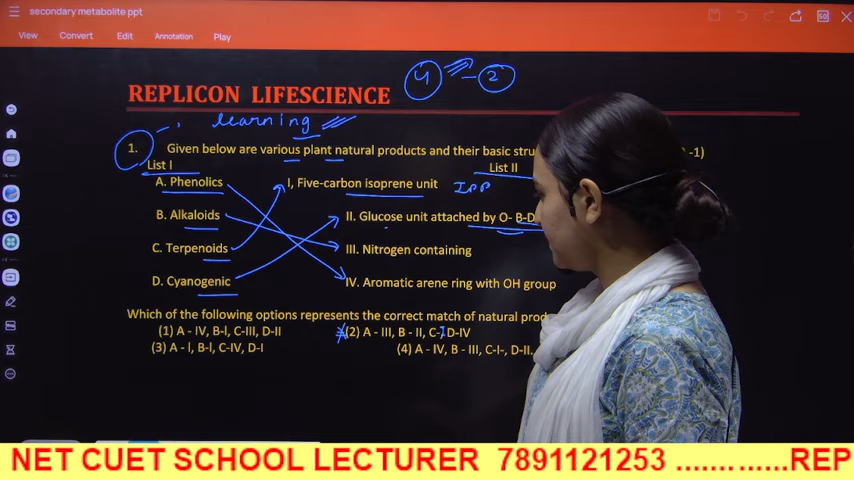 secondary metabolite ppt
50
View Convert Edit Annotation Play
REPLICON LIFESCIENCE 4 - 2
learning
1. Given below are various plant natural products and their basic -1)
List I List II
A. Phenolics I, Five-carbon isoprene unit IPP
B. Alkaloids II. Glucose unit attached by O- B-D
C. Terpenoids III. Nitrogen containing
D. Cyanogenic IV. Aromatic arene ring with OH group
Which of the following options represents the correct match of natural
(1) A - IV, B-I, C-III, D-II (2) A - III, B - II, C-I D-IV
(3) A - I, B-I, C-IV, D-I (4) A - IV, B - III, C-I-, D-II.
NET CUET SCHOOL LECTURER 7891121253 .............REP